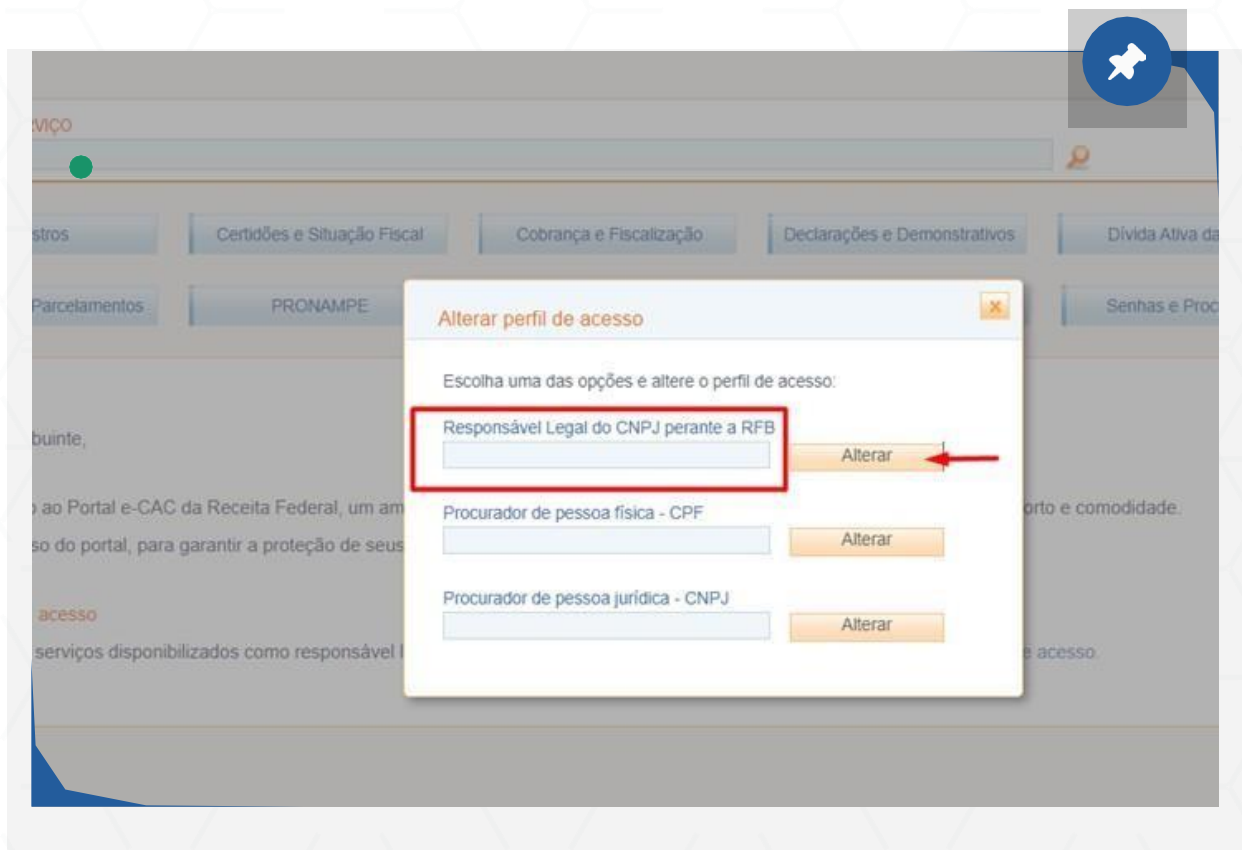 RVIÇO
stros
Certidões e Situação Fiscal
Cobrança e Fiscalização
Declarações e Demonstrativos
Dívida Ativa da
Parcelamentos
PRONAMPE
Senhas e Proc
Alterar perfil de acesso
Escolha uma das opções e altere o perfil de acesso:
Responsável Legal do CNPJ perante a RFB
buinte,
Alterar
o ao Portal e-CAC da Receita Federal, um am
Procurador de pessoa física - CPF
orto e comodidade.
so do portal, para garantir a proteção de seus
Alterar
Procurador de pessoa jurídica - CNPJ
acesso
Alterar
serviços disponibilizados como responsável l
e acesso.